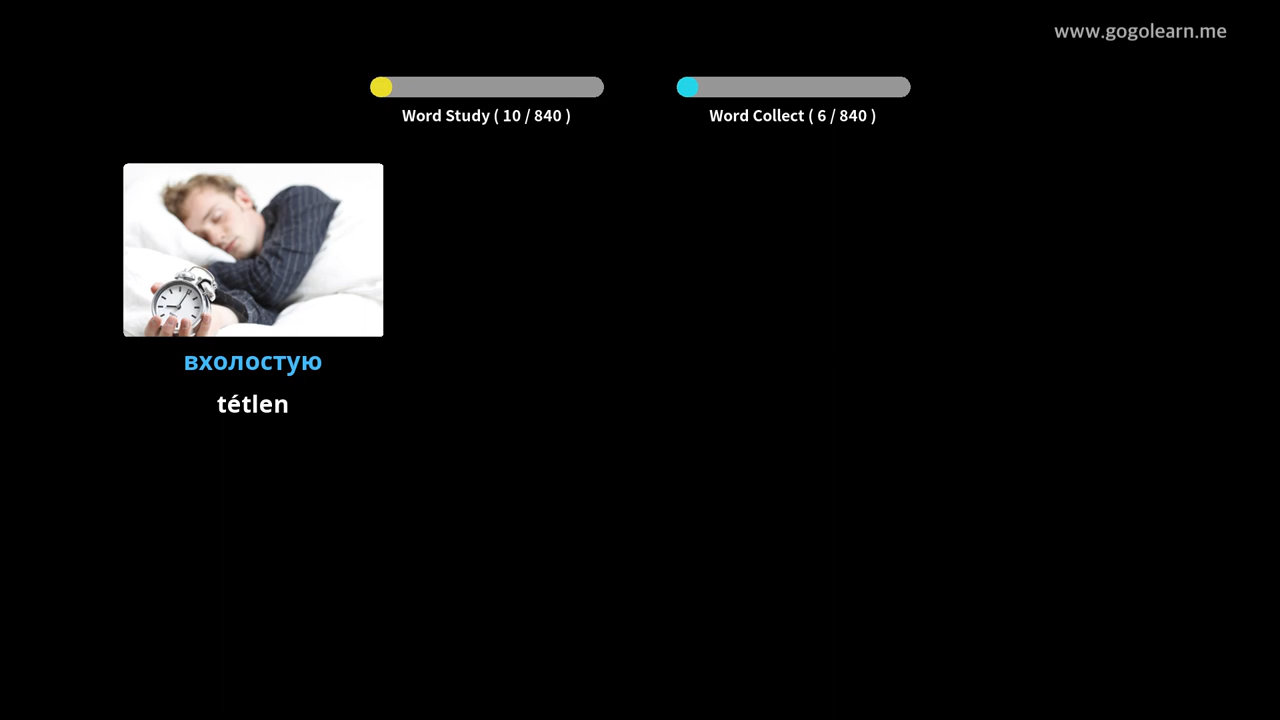 www.gogolearn.me
Word Study ( 10 / 840 )
Word Collect ( 6 / 840 )
вхолостую
tétlen